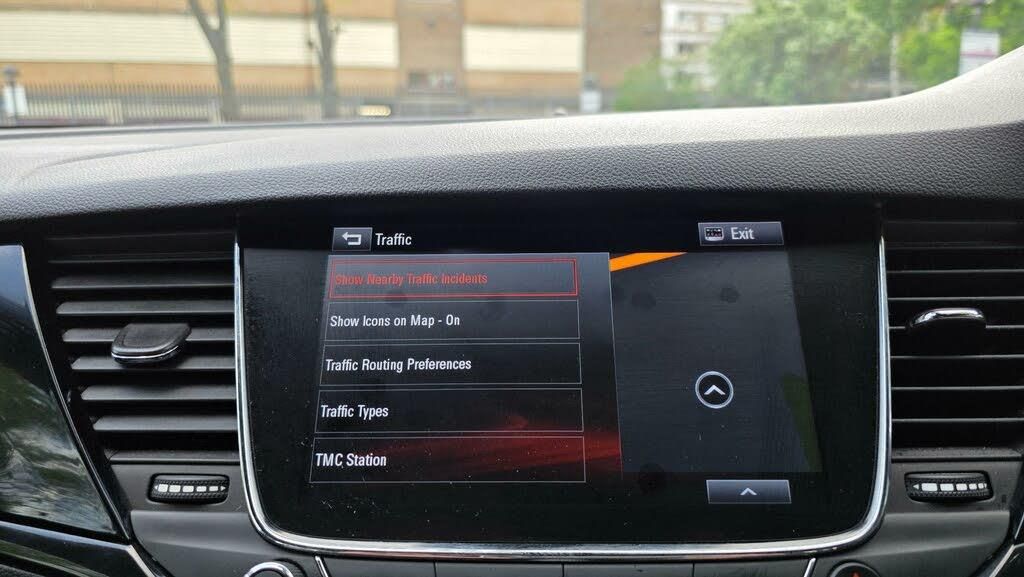 Traffic
Exit
Show Nearby Traffic Incidents
Show Icons on Map - On
Traffic Routing Preferences
Traffic Types
TMC Station